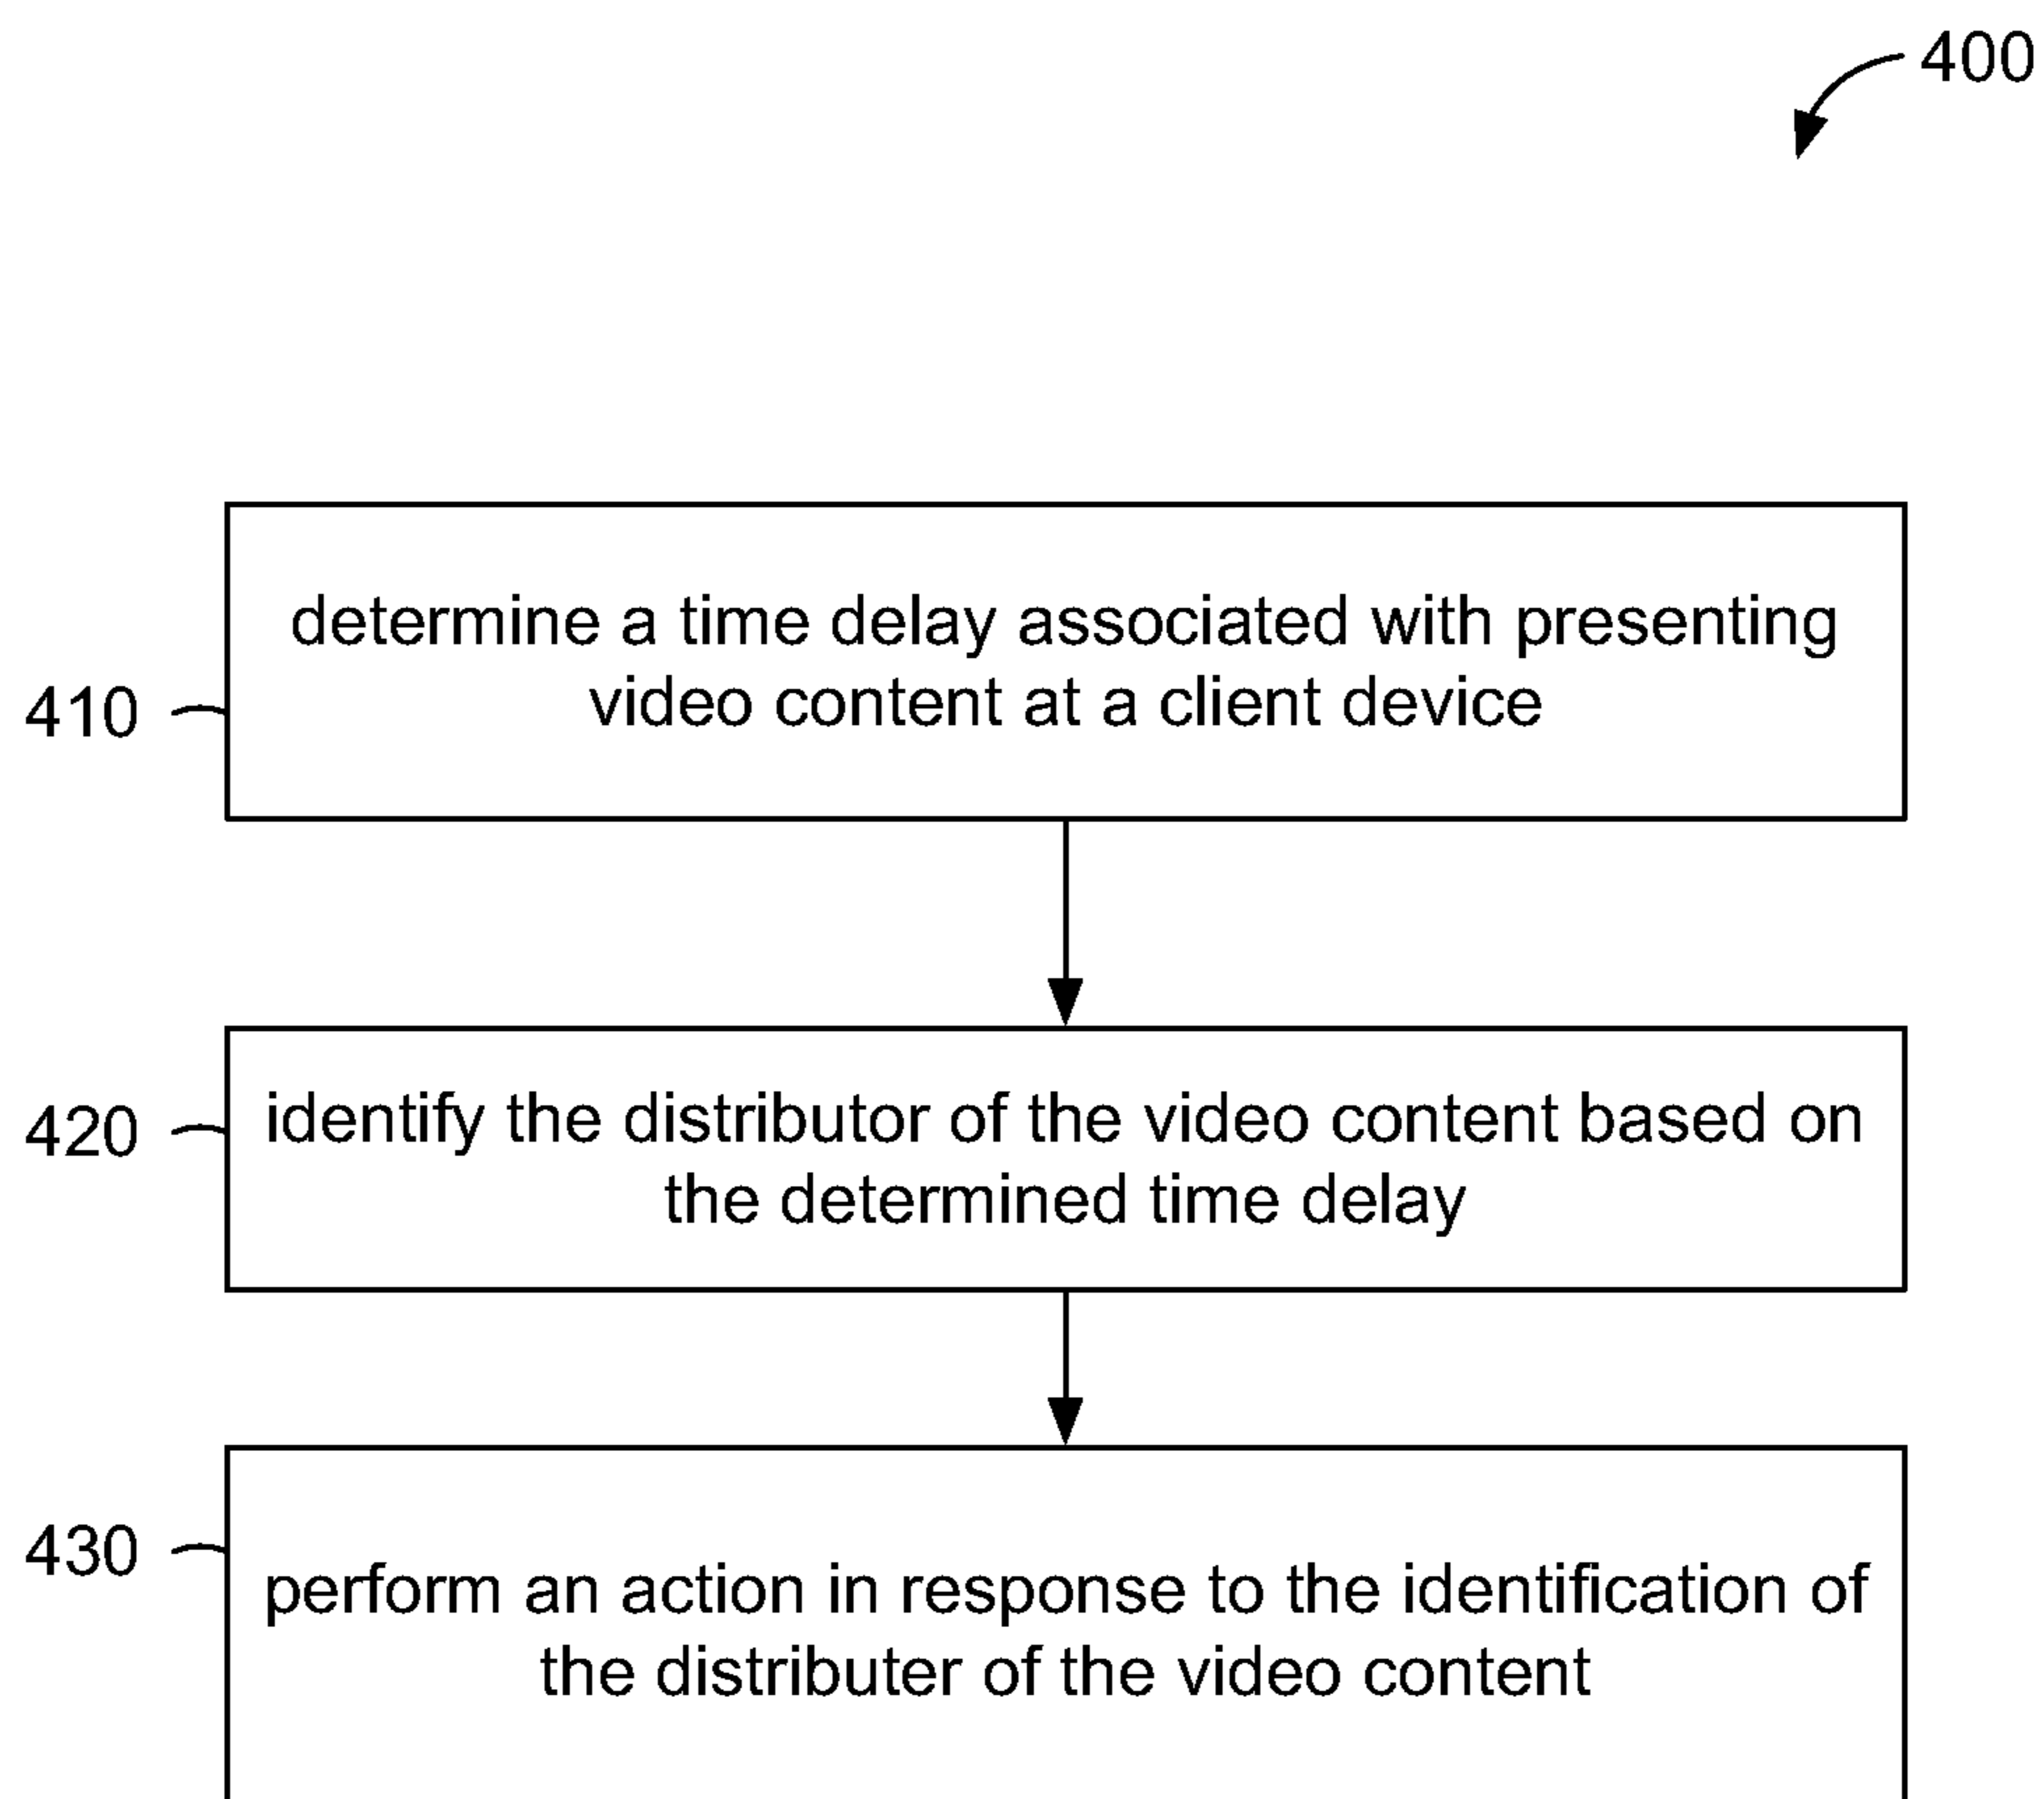 400
determine a time delay associated with presenting
video content at a client device
410
identify the distributor of the video content based on
the determined time delay
420
430
perform an action in response to the identification of
the distributer of the video content